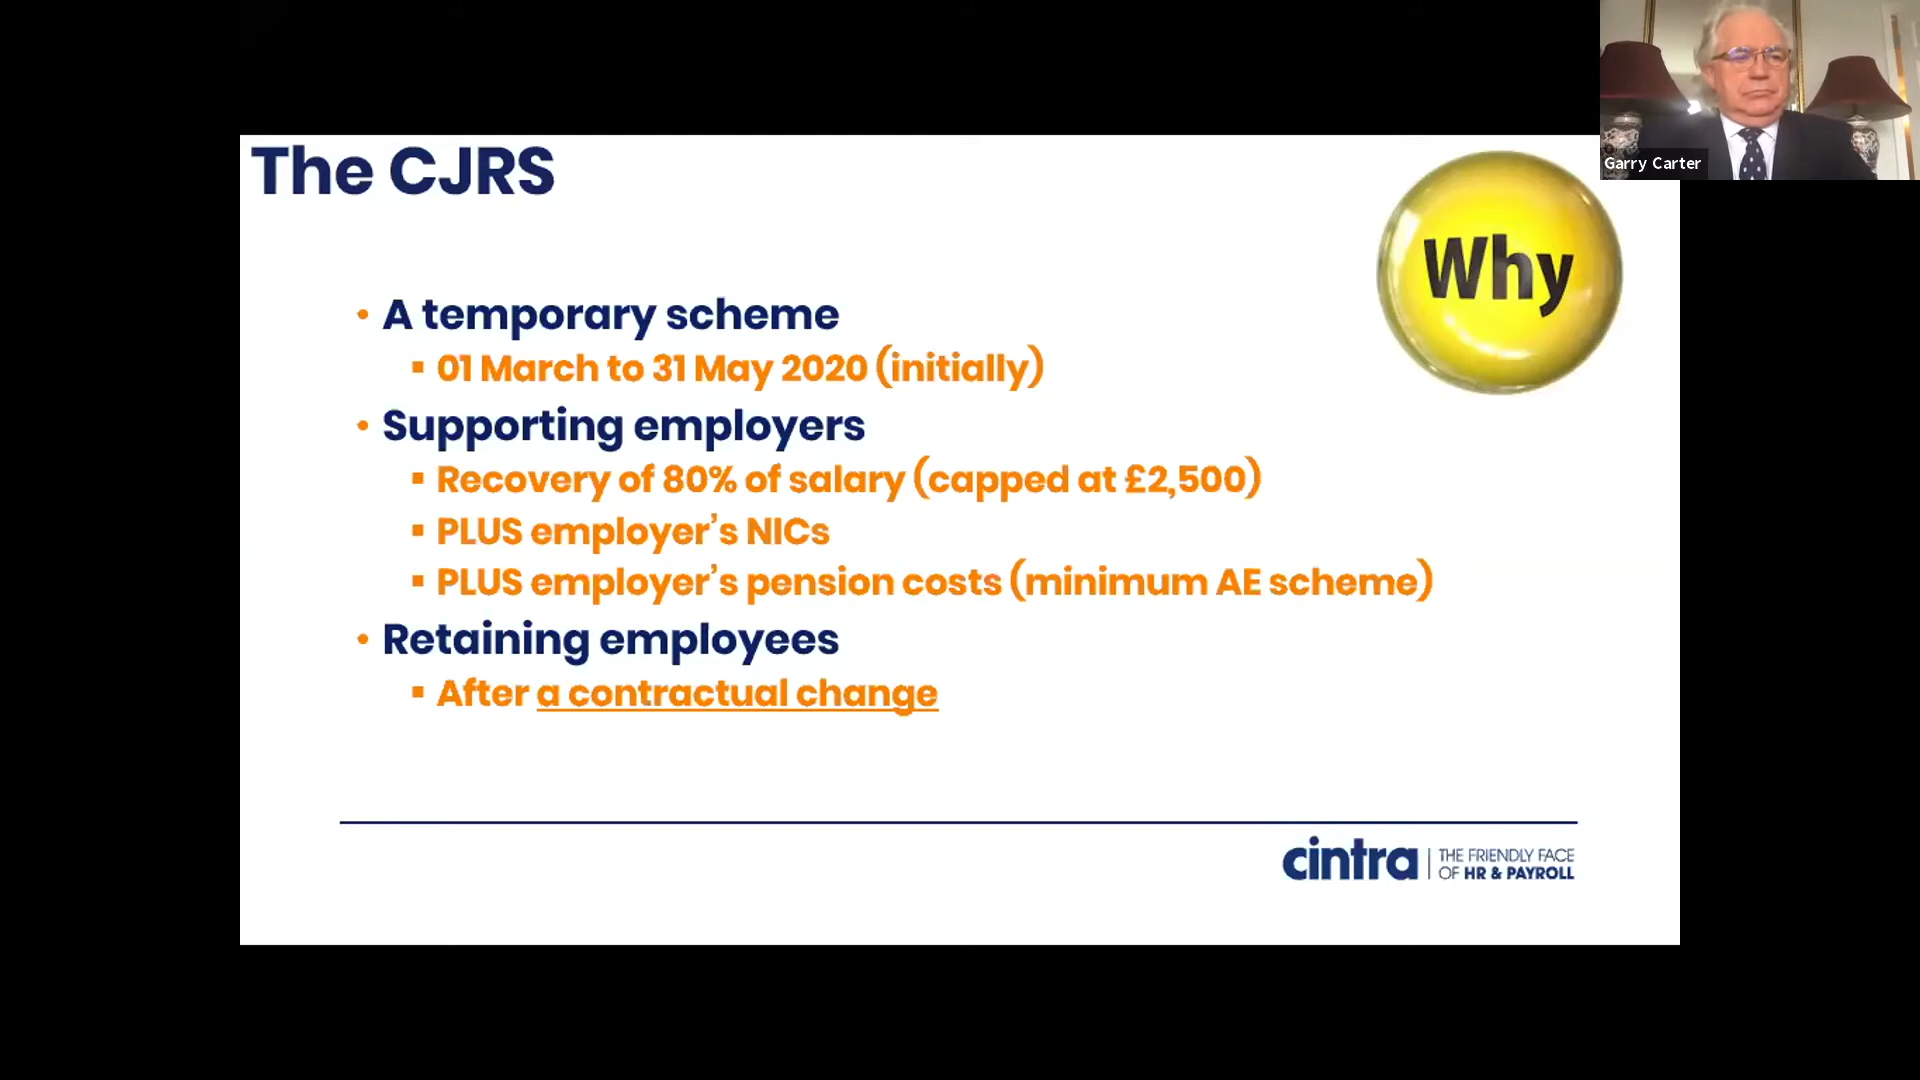 The CJRS
Why
• A temporary scheme
▪ 01 March to 31 May 2020 (initially)
• Supporting employers
▪ Recovery of 80% of salary (capped at £2,500)
▪ PLUS employer’s NICs
▪ PLUS employer’s pension costs (minimum AE scheme)
• Retaining employees
▪ After a contractual change
cintra
THE FRIENDLY FACE
OF HR & PAYROLL
Garry Carter